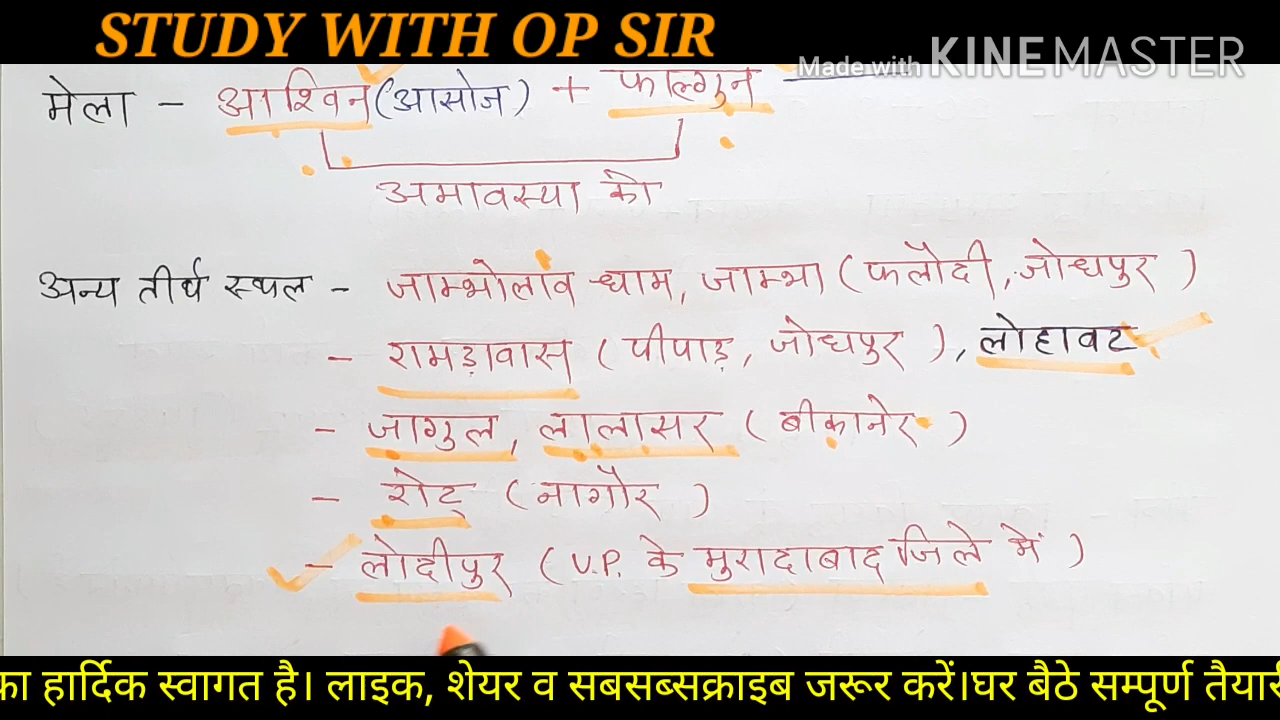 STUDY WITH OP SIR
Made with KINEMASTER
मेला - आश्विन (आसोज) + फाल्गुन
अमावस्या को
अन्य तीर्थ स्थल - जाम्भोलाव धाम, जाम्भा (फलौदी, जोधपुर)
- रामड़ावास (पीपाड़, जोधपुर), लोहावट
- जागुल, लालासर (बीकानेर)
- रोटू (नागौर)
- लोदीपुर (U.P. के मुरादाबाद जिले में)
का हार्दिक स्वागत है। लाइक, शेयर व सबसब्सक्राइब जरूर करें।घर बैठे सम्पूर्ण तैयारी